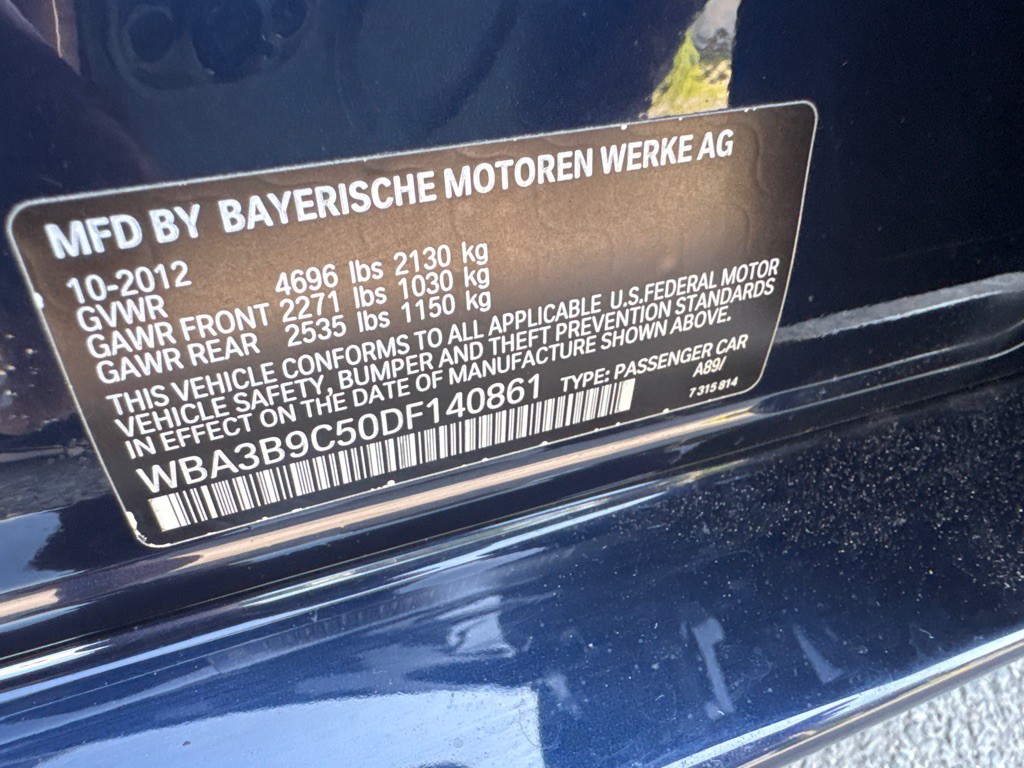 MFD BY BAYERISCHE MOTOREN WERKE AG
10-2012
GVWR 4696 lbs 2130 kg
GAWR FRONT 2271 lbs 1030 kg
GAWR REAR 2535 lbs 1150 kg
THIS VEHICLE CONFORMS TO ALL APPLICABLE U.S.FEDERAL MOTOR
VEHICLE SAFETY, BUMPER AND THEFT PREVENTION STANDARDS
IN EFFECT ON THE DATE OF MANUFACTURE SHOWN ABOVE.
WBA3B9C50DF140861 TYPE: PASSENGER CAR
A89/
7 315 814